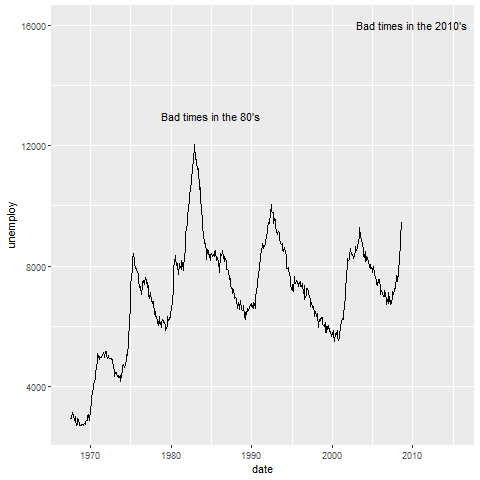 Bad times in the 2010's
Bad times in the 80's
unemploy
16000
12000
8000
4000
1970 1980 1990 2000 2010
date